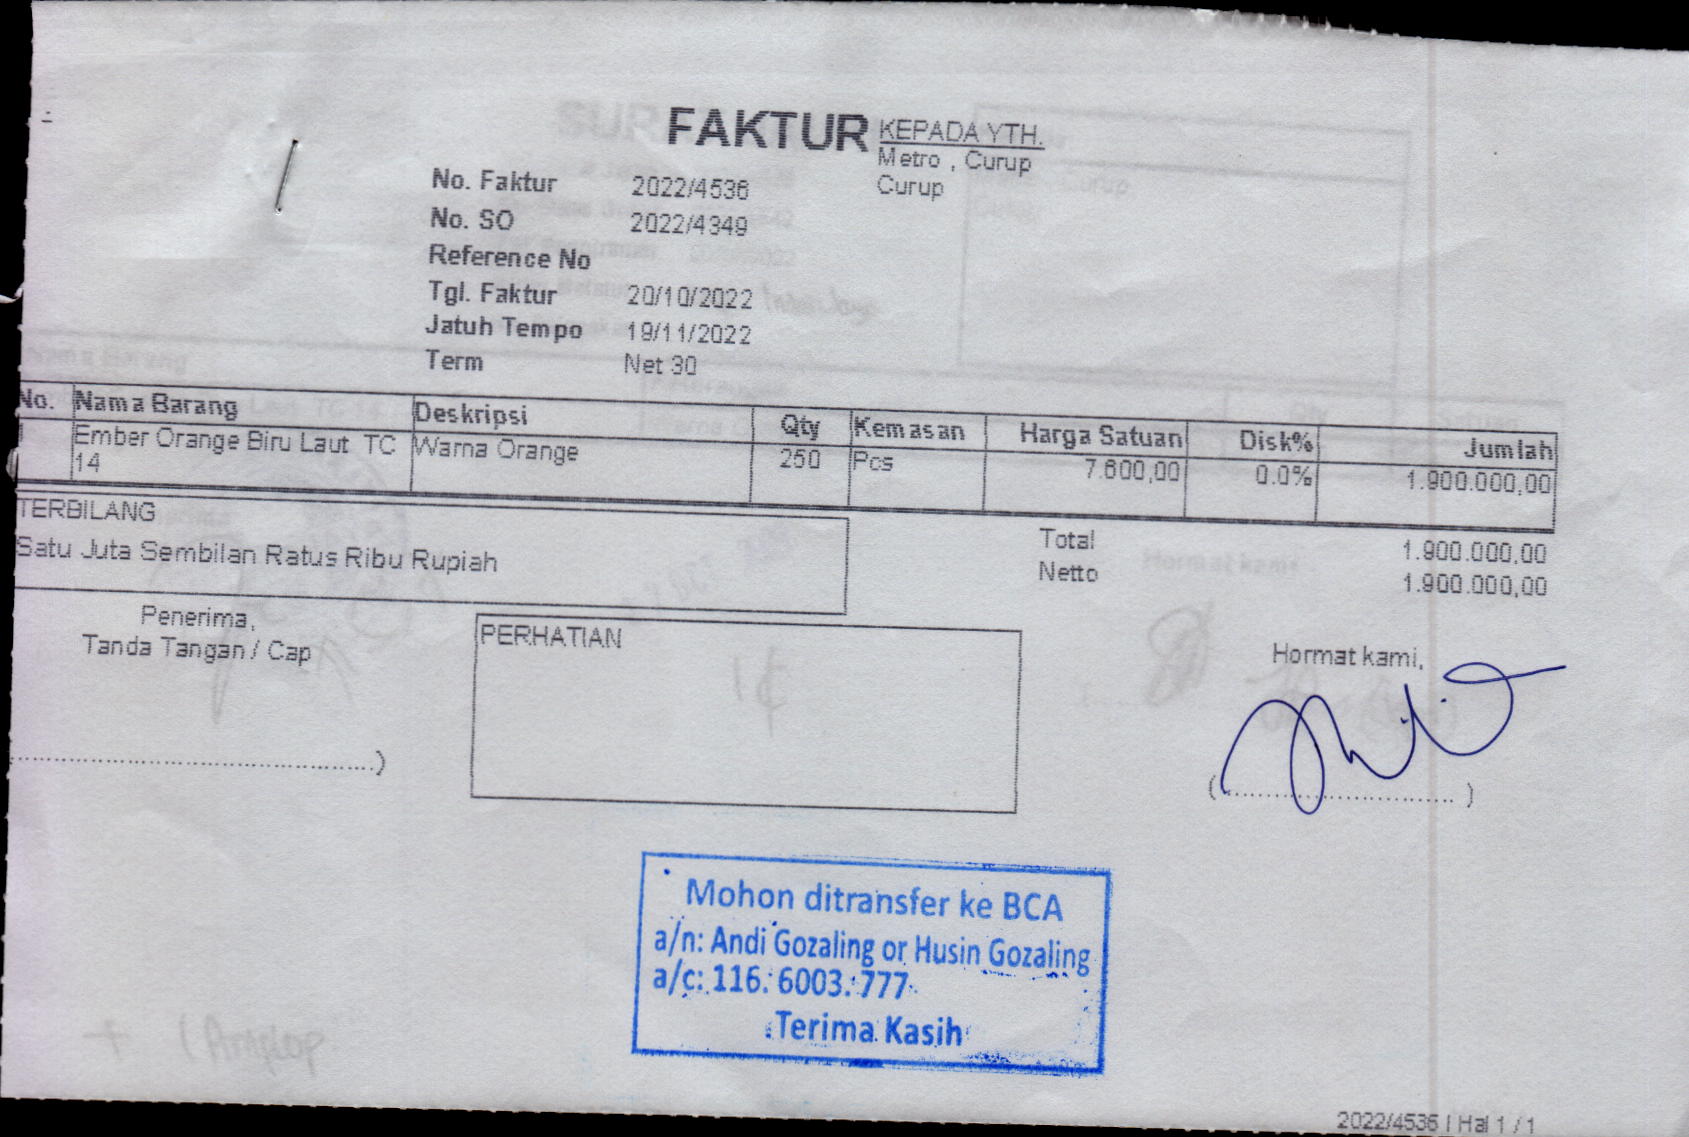 FAKTUR
KEPADA YTH.
Metro , Curup
Curup
No. Faktur 2022/4536
No. SO 2022/4349
Reference No
Tgl. Faktur 20/10/2022
Jatuh Tempo 19/11/2022
Term Net 30
No. Nama Barang Deskripsi Qty Kemasan Harga Satuan Disk% Jumlah
1 Ember Orange Biru Laut TC Warna Orange 250 Pcs 7.600,00 0.0% 1.900.000,00
14
TERBILANG
Satu Juta Sembilan Ratus Ribu Rupiah
Total 1.900.000,00
Netto 1.900.000,00
Penerima,
Tanda Tangan / Cap
PERHATIAN
Hormat kami,
Mohon ditransfer ke BCA
a/n: Andi Gozaling or Husin Gozaling
a/c: 116. 6003. 777
Terima Kasih
2022/4536 | Hal 1 / 1